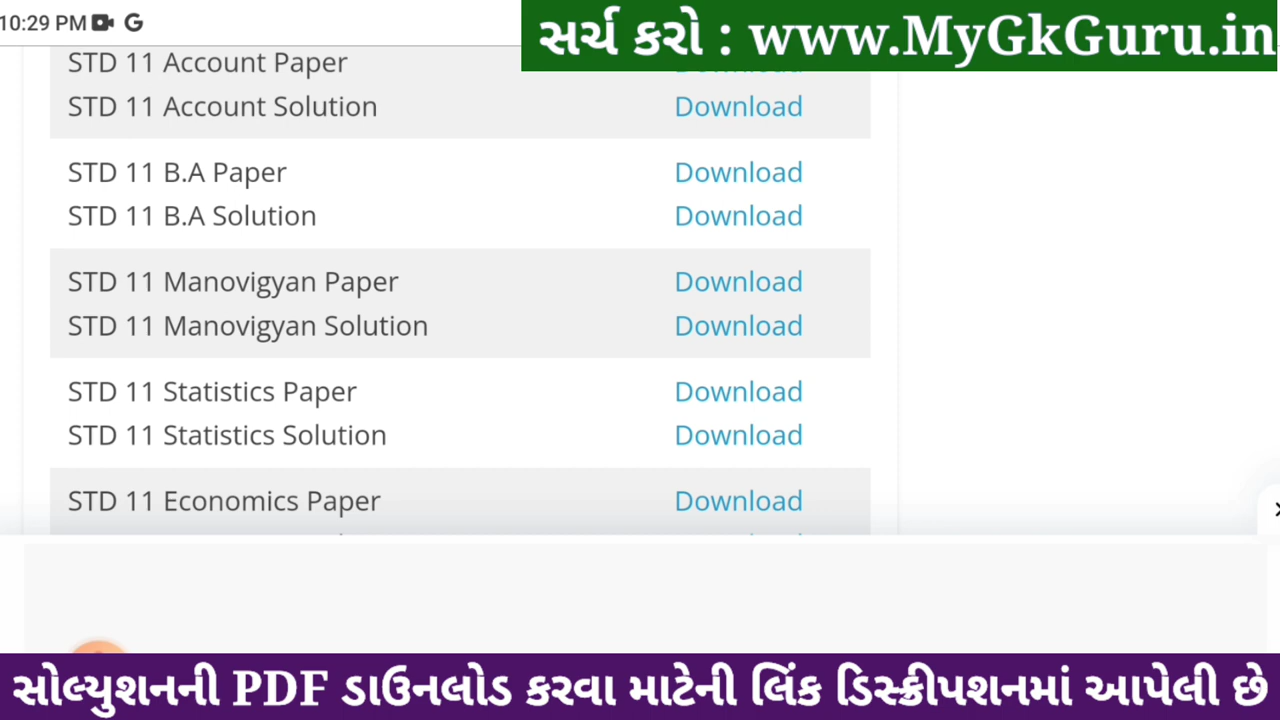 10:29 PM
સર્ચ કરો : www.MyGkGuru.in
STD 11 Account Paper
STD 11 Account Solution Download
STD 11 B.A Paper Download
STD 11 B.A Solution Download
STD 11 Manovigyan Paper Download
STD 11 Manovigyan Solution Download
STD 11 Statistics Paper Download
STD 11 Statistics Solution Download
STD 11 Economics Paper Download
સોલ્યુશનની PDF ડાઉનલોડ કરવા માટેની લિંક ડિસ્ક્રીપશનમાં આપેલી છે